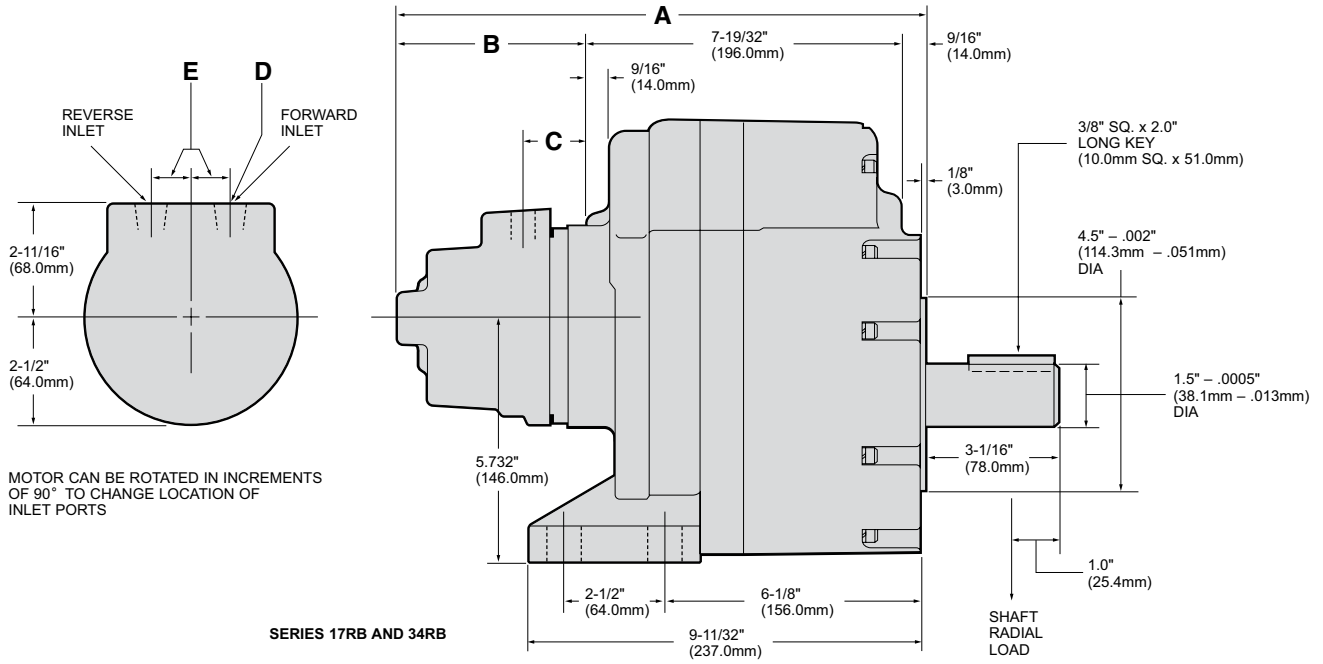 A
B
7-19/32"
(196.0mm)
9/16"
(14.0mm)
9/16"
(14.0mm)
E
D
REVERSE
INLET
FORWARD
INLET
C
3/8" SQ. x 2.0"
LONG KEY
(10.0mm SQ. x 51.0mm)
1/8"
(3.0mm)
2-11/16"
(68.0mm)
4.5" – .002"
(114.3mm – .051mm)
DIA
2-1/2"
(64.0mm)
1.5" – .0005"
(38.1mm – .013mm)
DIA
3-1/16"
(78.0mm)
5.732"
(146.0mm)
MOTOR CAN BE ROTATED IN INCREMENTS
OF 90° TO CHANGE LOCATION OF
INLET PORTS
1.0"
(25.4mm)
2-1/2"
(64.0mm)
6-1/8"
(156.0mm)
SHAFT
RADIAL
LOAD
SERIES 17RB AND 34RB
9-11/32"
(237.0mm)